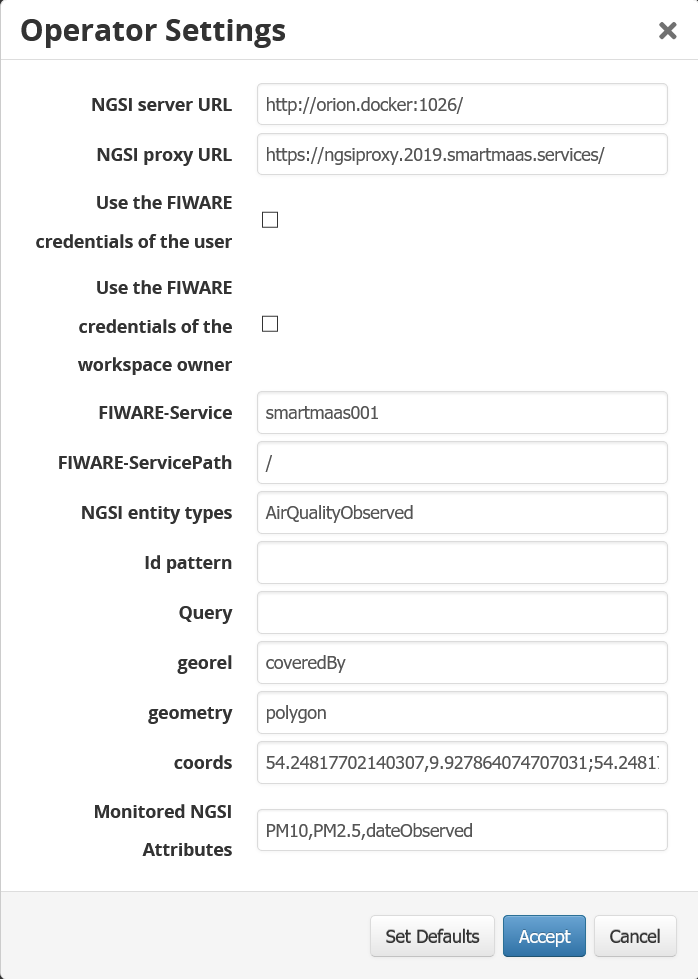 Operator Settings
NGSI server URL
http://orion.docker:1026/
NGSI proxy URL
https://ngsiproxy.2019.smartmaas.services/
Use the FIWARE
credentials of the user
Use the FIWARE
credentials of the
workspace owner
FIWARE-Service
smartmaas001
FIWARE-ServicePath
/
NGSI entity types
AirQualityObserved
Id pattern
Query
georel
coveredBy
geometry
polygon
coords
54.24817702140307,9.927864074707031;54.2481
Monitored NGSI
Attributes
PM10,PM2.5,dateObserved
Set Defaults
Accept
Cancel